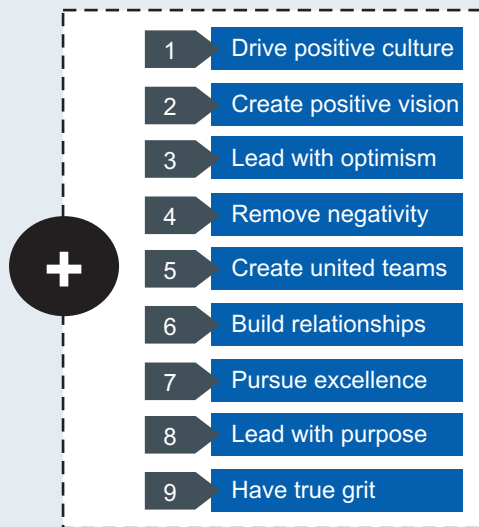 1 Drive positive culture
2 Create positive vision
3 Lead with optimism
4 Remove negativity
+
5 Create united teams
6 Build relationships
7 Pursue excellence
8 Lead with purpose
9 Have true grit